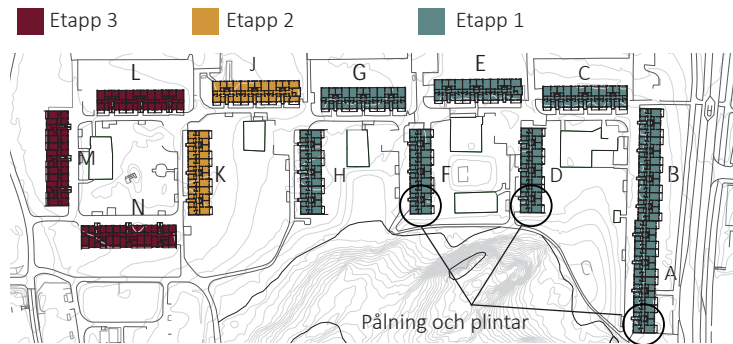 Etapp 3
Etapp 2
Etapp 1
L
J
G
E
C
M
K
H
F
D
B
N
A
Pålning och plintar